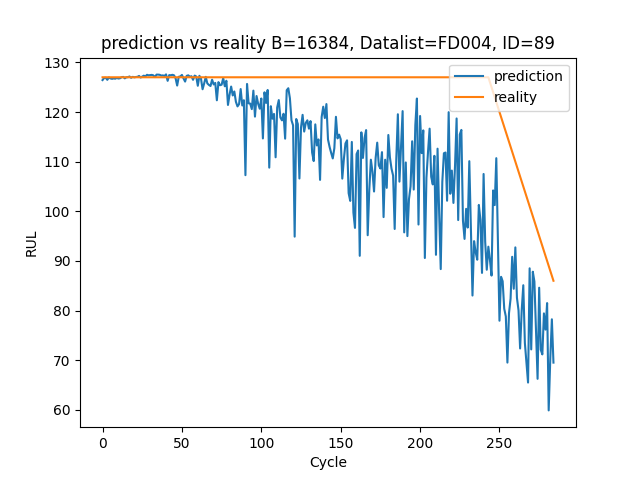 prediction vs reality B=16384, Datalist=FD004, ID=89
prediction
reality
RUL
130
120
110
100
90
80
70
60
0 50 100 150 200 250
Cycle